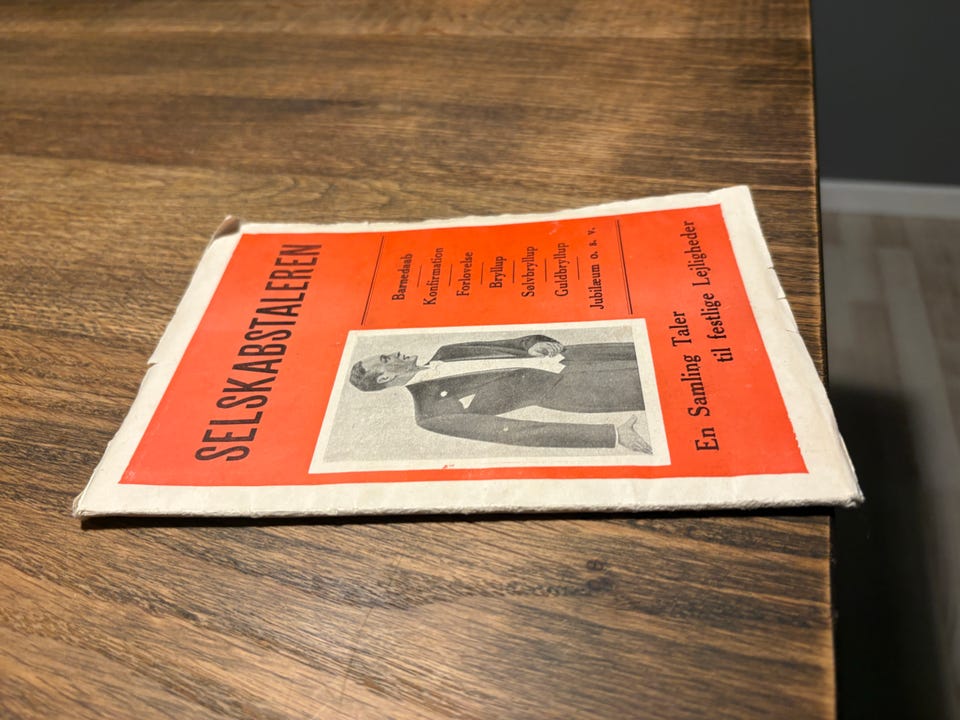 SELSKABSTALEREN
Barnedaab
Konfirmation
Forlovelse
Bryllup
Sølvbryllup
Guldbryllup
Jubilæum o. s. v.
En Samling Taler
til festlige Lejligheder